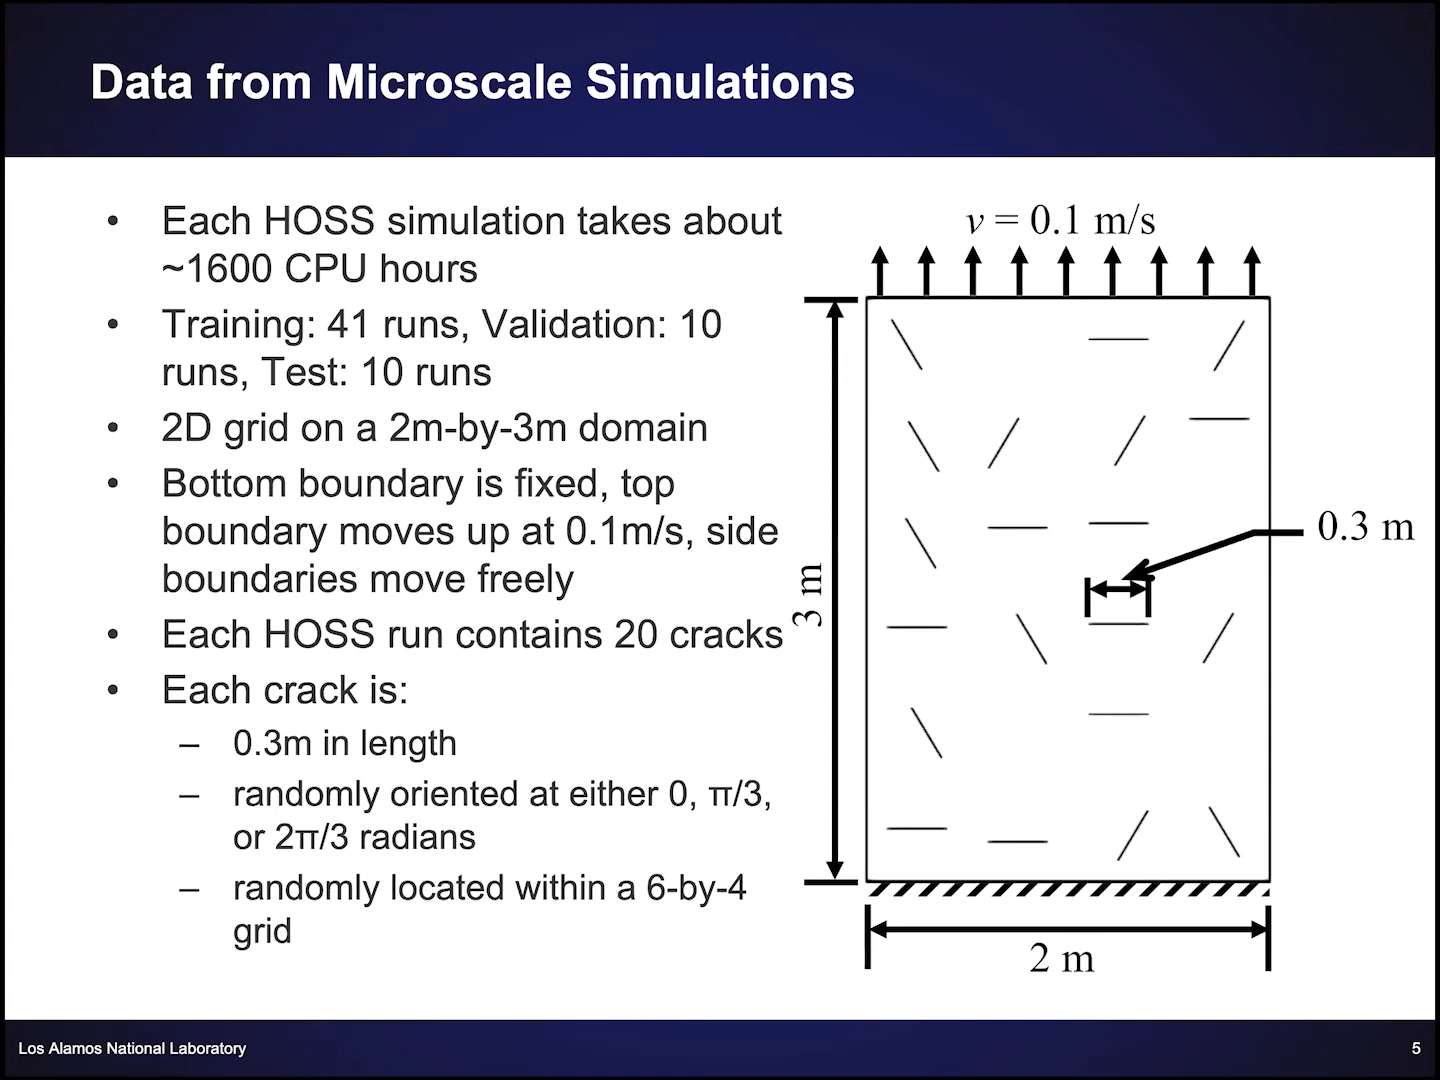 Data from Microscale Simulations
• Each HOSS simulation takes about
~1600 CPU hours
• Training: 41 runs, Validation: 10
runs, Test: 10 runs
• 2D grid on a 2m-by-3m domain
• Bottom boundary is fixed, top
boundary moves up at 0.1m/s, side
boundaries move freely
• Each HOSS run contains 20 cracks
• Each crack is:
– 0.3m in length
– randomly oriented at either 0, π/3,
or 2π/3 radians
– randomly located within a 6-by-4
grid
v = 0.1 m/s
0.3 m
3 m
2 m
Los Alamos National Laboratory
5